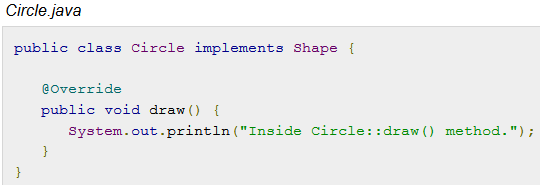 Circle.java
public class Circle implements Shape {
@Override
public void draw() {
System.out.println("Inside Circle::draw() method.");
}
}